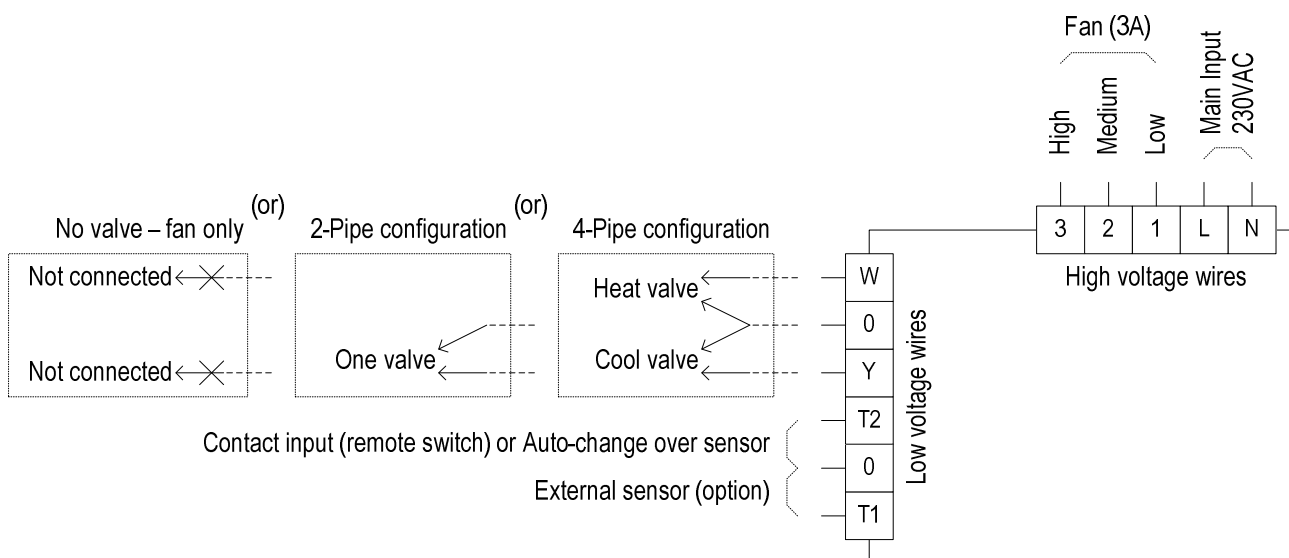 Fan (3A)
Main Input
230VAC
High
Medium
Low
3 2 1 L N
High voltage wires
(or)
(or)
No valve – fan only
2-Pipe configuration
4-Pipe configuration
Not connected
Not connected
One valve
Heat valve
Cool valve
W
0
Y
T2
0
T1
Low voltage wires
Contact input (remote switch) or Auto-change over sensor
External sensor (option)